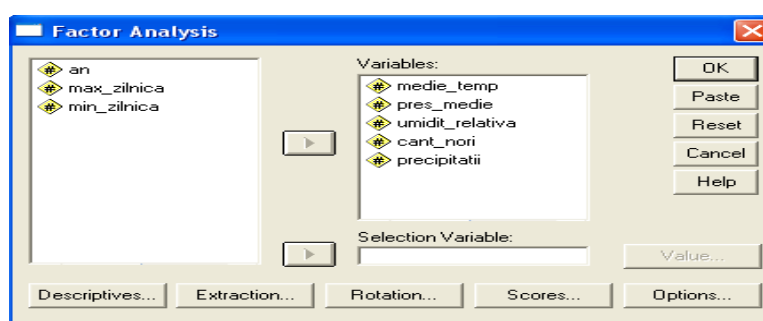 Factor Analysis
an
max_zilnica
min_zilnica
Variables:
medie_temp
pres_medie
umidit_relativa
cant_nori
precipitatii
Selection Variable:
OK
Paste
Reset
Cancel
Help
Value...
Descriptives... Extraction... Rotation... Scores... Options...